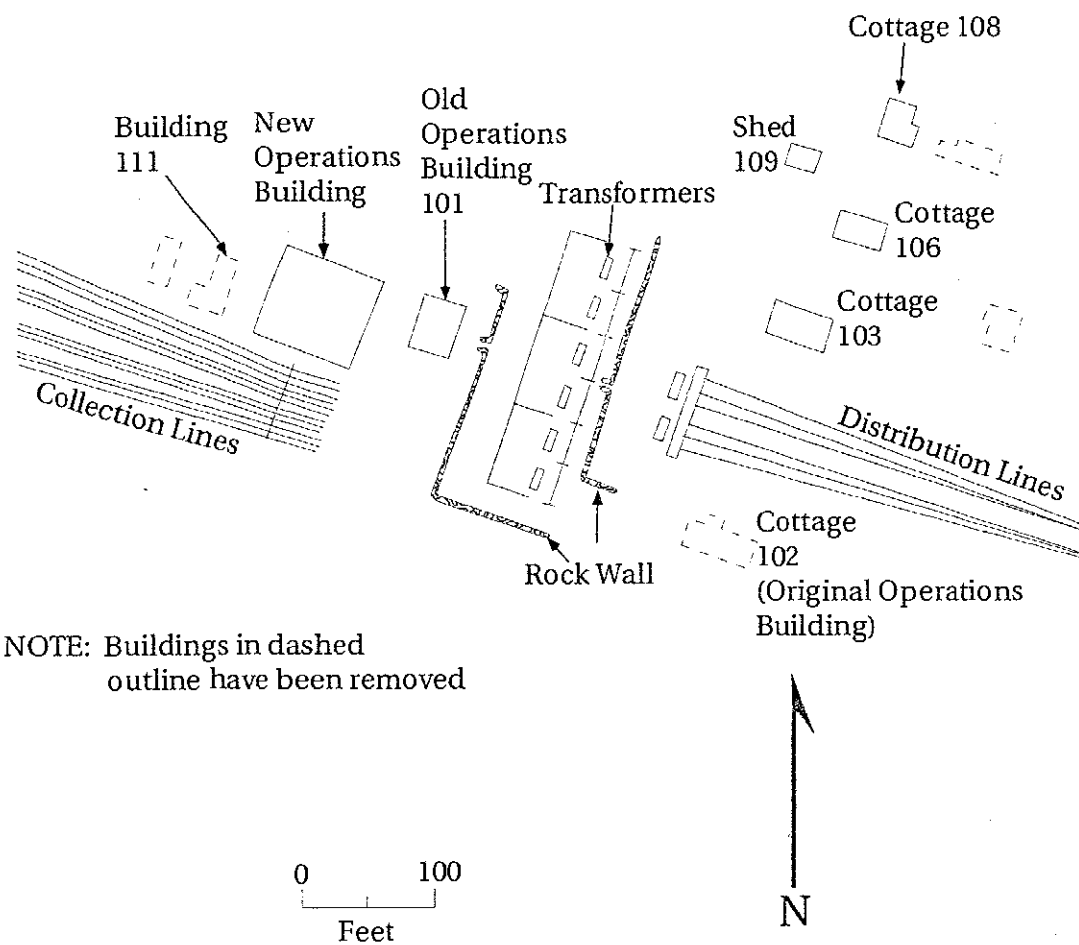 Cottage 108
Building
111
New
Operations
Building
Old
Operations
Building
101
Transformers
Shed
109
Cottage
106
Cottage
103
Collection Lines
Distribution Lines
Cottage
102
(Original Operations
Building)
Rock Wall
NOTE: Buildings in dashed
outline have been removed
0 100
Feet
N